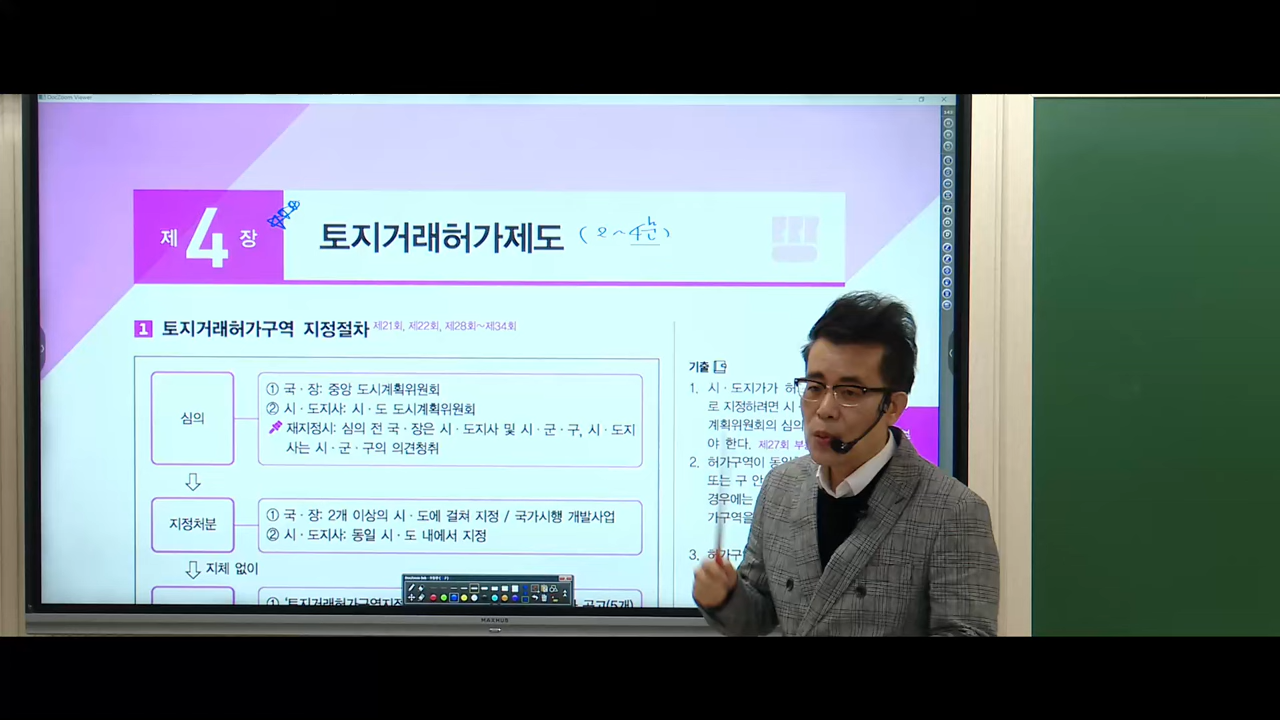 제4장
토지거래허가제도
1 토지거래허가구역 지정절차 제21회, 제22회, 제28회~제34회
심의
① 국·장: 중앙 도시계획위원회
② 시·도지사: 시·도 도시계획위원회
재지정시: 심의 전 국·장은 시·도지사 및 시·군·구, 시·도지
사는 시·군·구의 의견청취
지정처분
① 국·장: 2개 이상의 시·도에 걸쳐 지정 / 국가시행 개발사업
② 시·도지사: 동일 시·도 내에서 지정
지체 없이
기출
1. 시·도지가가 허
로 지정하려면 시
계획위원회의 심의
야 한다. 제27회
2. 허가구역이
또는 구 안
경우에는
가구역을
3. 허가구
MAXHUB